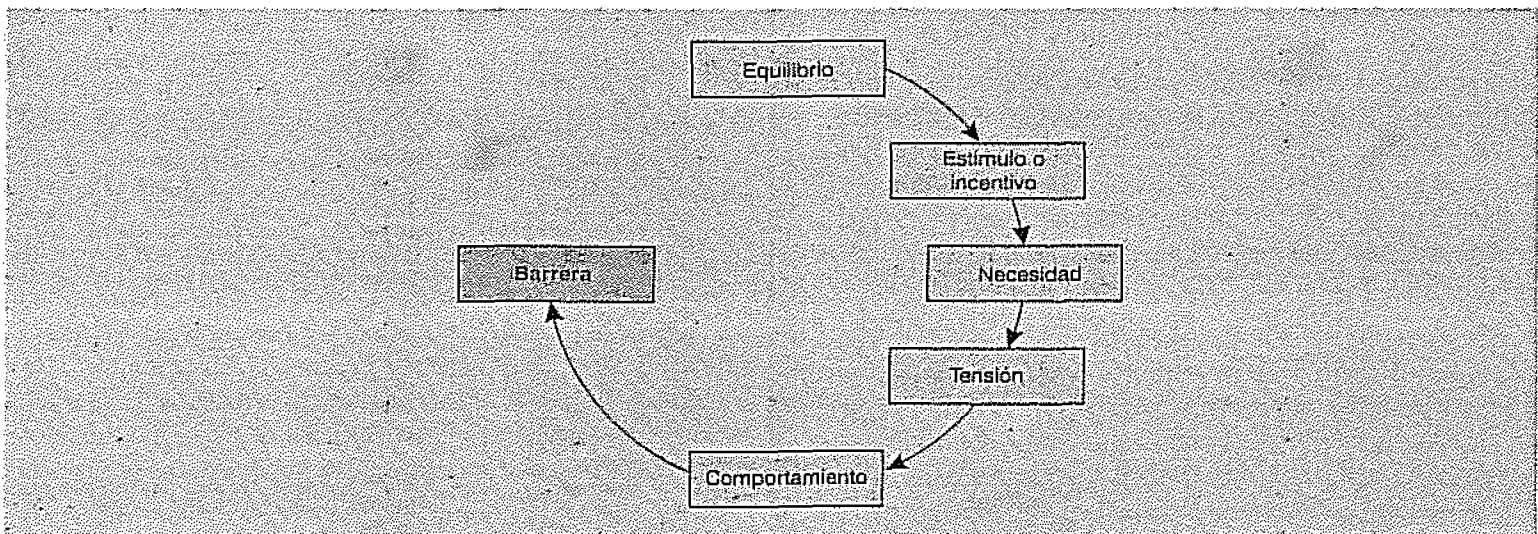 Equilibrio
Estímulo o
incentivo
Barrera
Necesidad
Tensión
Comportamiento